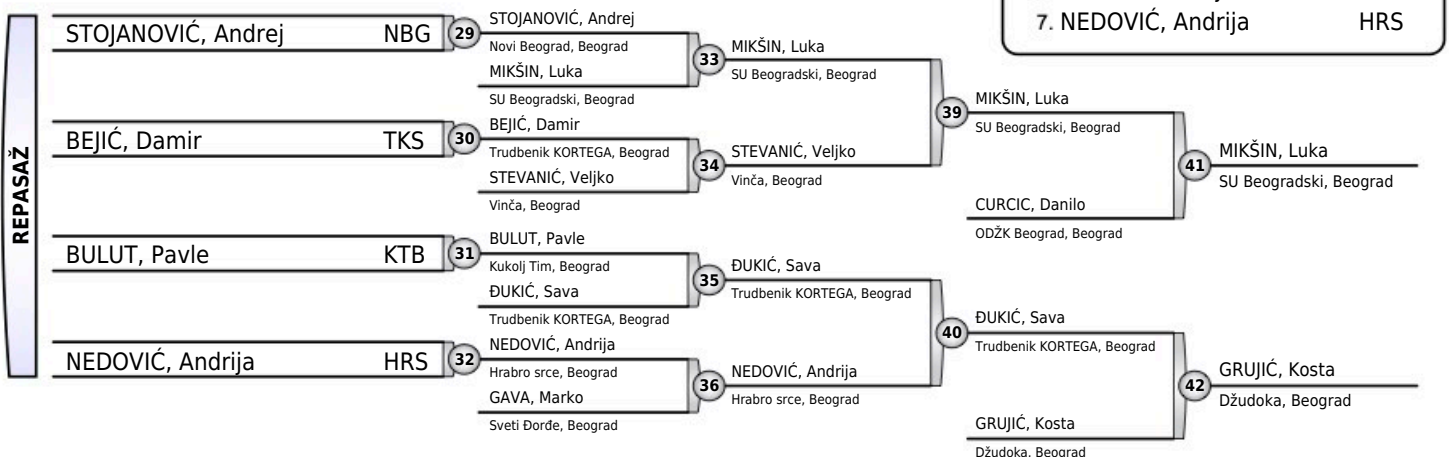 7. NEDOVIĆ, Andrija HRS
REPASAŽ
STOJANOVIĆ, Andrej NBG
29
STOJANOVIĆ, Andrej
Novi Beograd, Beograd
MIKŠIN, Luka
SU Beogradski, Beograd
BEJIĆ, Damir TKS
30
BEJIĆ, Damir
Trudbenik KORTEGA, Beograd
STEVANIĆ, Veljko
Vinča, Beograd
BULUT, Pavle KTB
31
BULUT, Pavle
Kukolj Tim, Beograd
ĐUKIĆ, Sava
Trudbenik KORTEGA, Beograd
NEDOVIĆ, Andrija HRS
32
NEDOVIĆ, Andrija
Hrabro srce, Beograd
GAVA, Marko
Sveti Đorđe, Beograd
33
MIKŠIN, Luka
SU Beogradski, Beograd
34
STEVANIĆ, Veljko
Vinča, Beograd
35
ĐUKIĆ, Sava
Trudbenik KORTEGA, Beograd
36
NEDOVIĆ, Andrija
Hrabro srce, Beograd
39
MIKŠIN, Luka
SU Beogradski, Beograd
CURCIC, Danilo
ODŽK Beograd, Beograd
40
ĐUKIĆ, Sava
Trudbenik KORTEGA, Beograd
GRUJIĆ, Kosta
Džudoka, Beograd
41
MIKŠIN, Luka
SU Beogradski, Beograd
42
GRUJIĆ, Kosta
Džudoka, Beograd